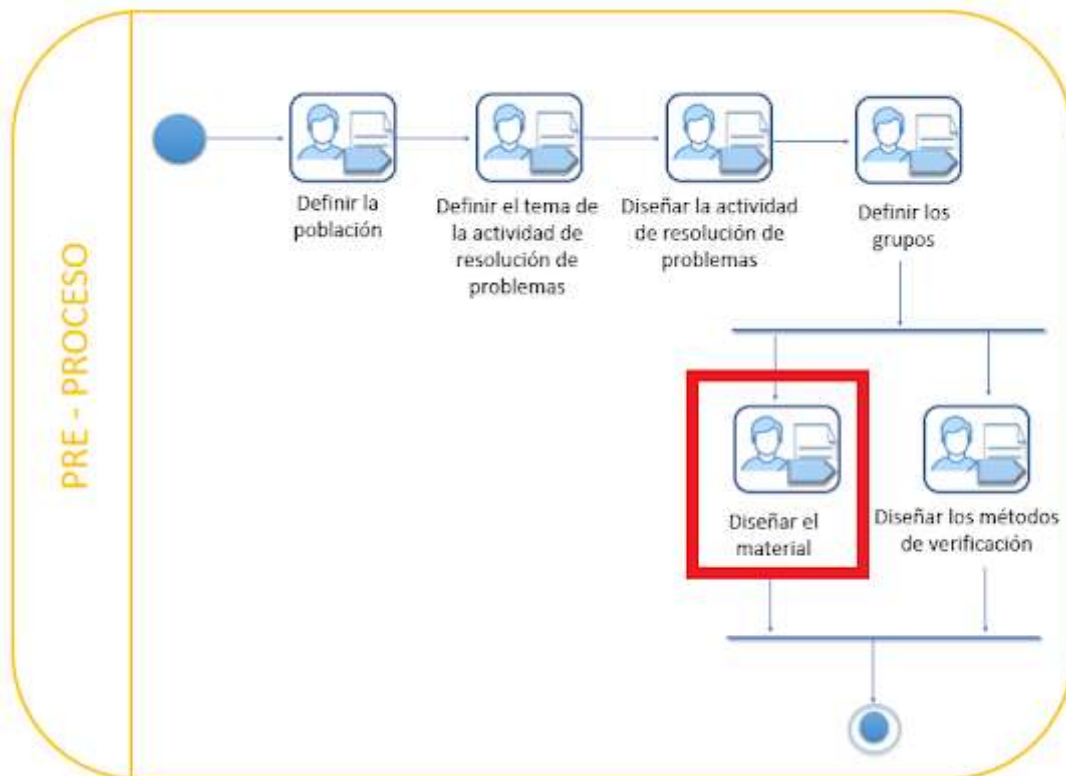 PRE - PROCESO
Definir la
población
Definir el tema de
la actividad de
resolución de
problemas
Diseñar la actividad
de resolución de
problemas
Definir los
grupos
Diseñar el
material
Diseñar los métodos
de verificación